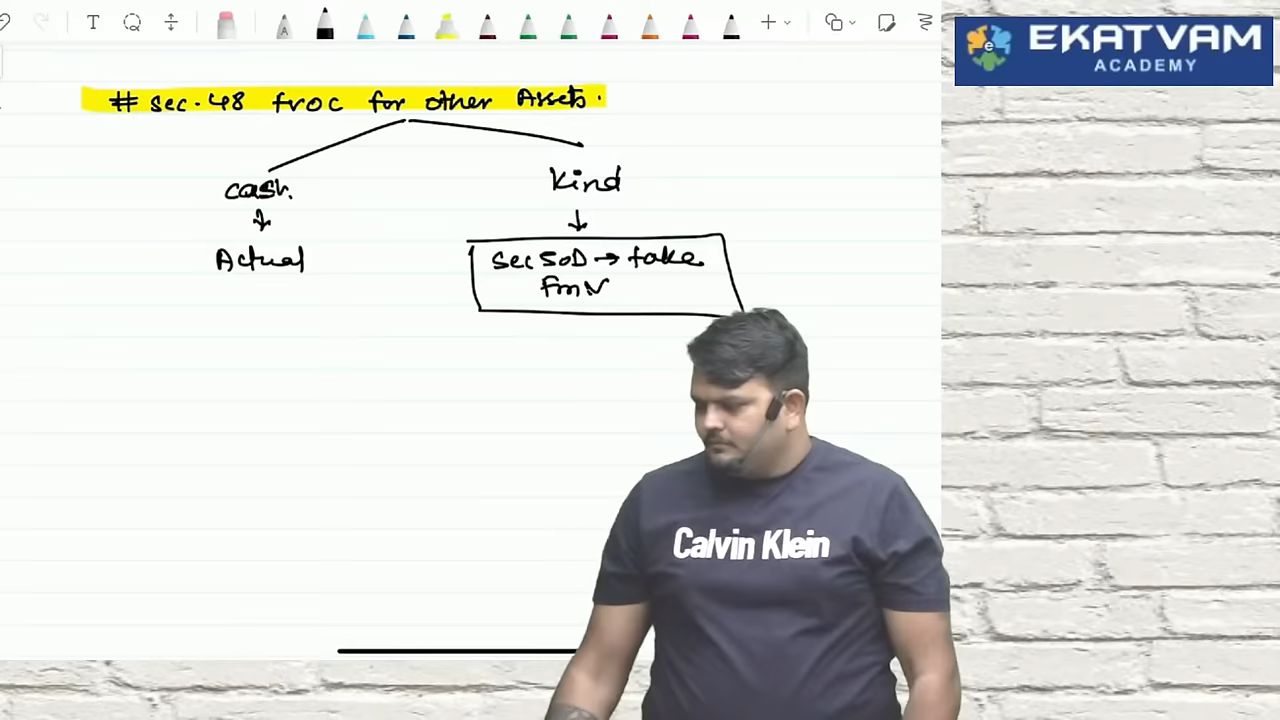 EKATVAM
ACADEMY
# sec.48 fvoc for other Assets.
cash.
Kind
Actual
Sec 50D → take
fmv
Calvin Klein